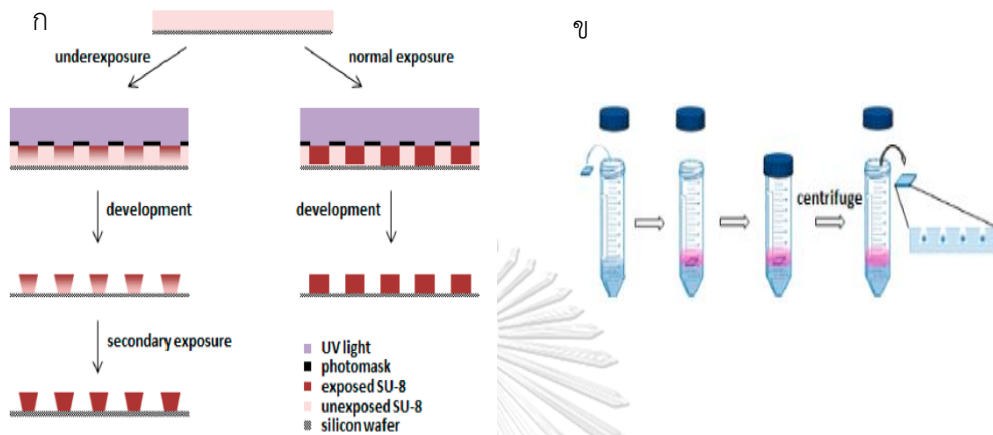 ก
ข
underexposure
normal exposure
development
development
centrifuge
secondary exposure
UV light
photomask
exposed SU-8
unexposed SU-8
silicon wafer